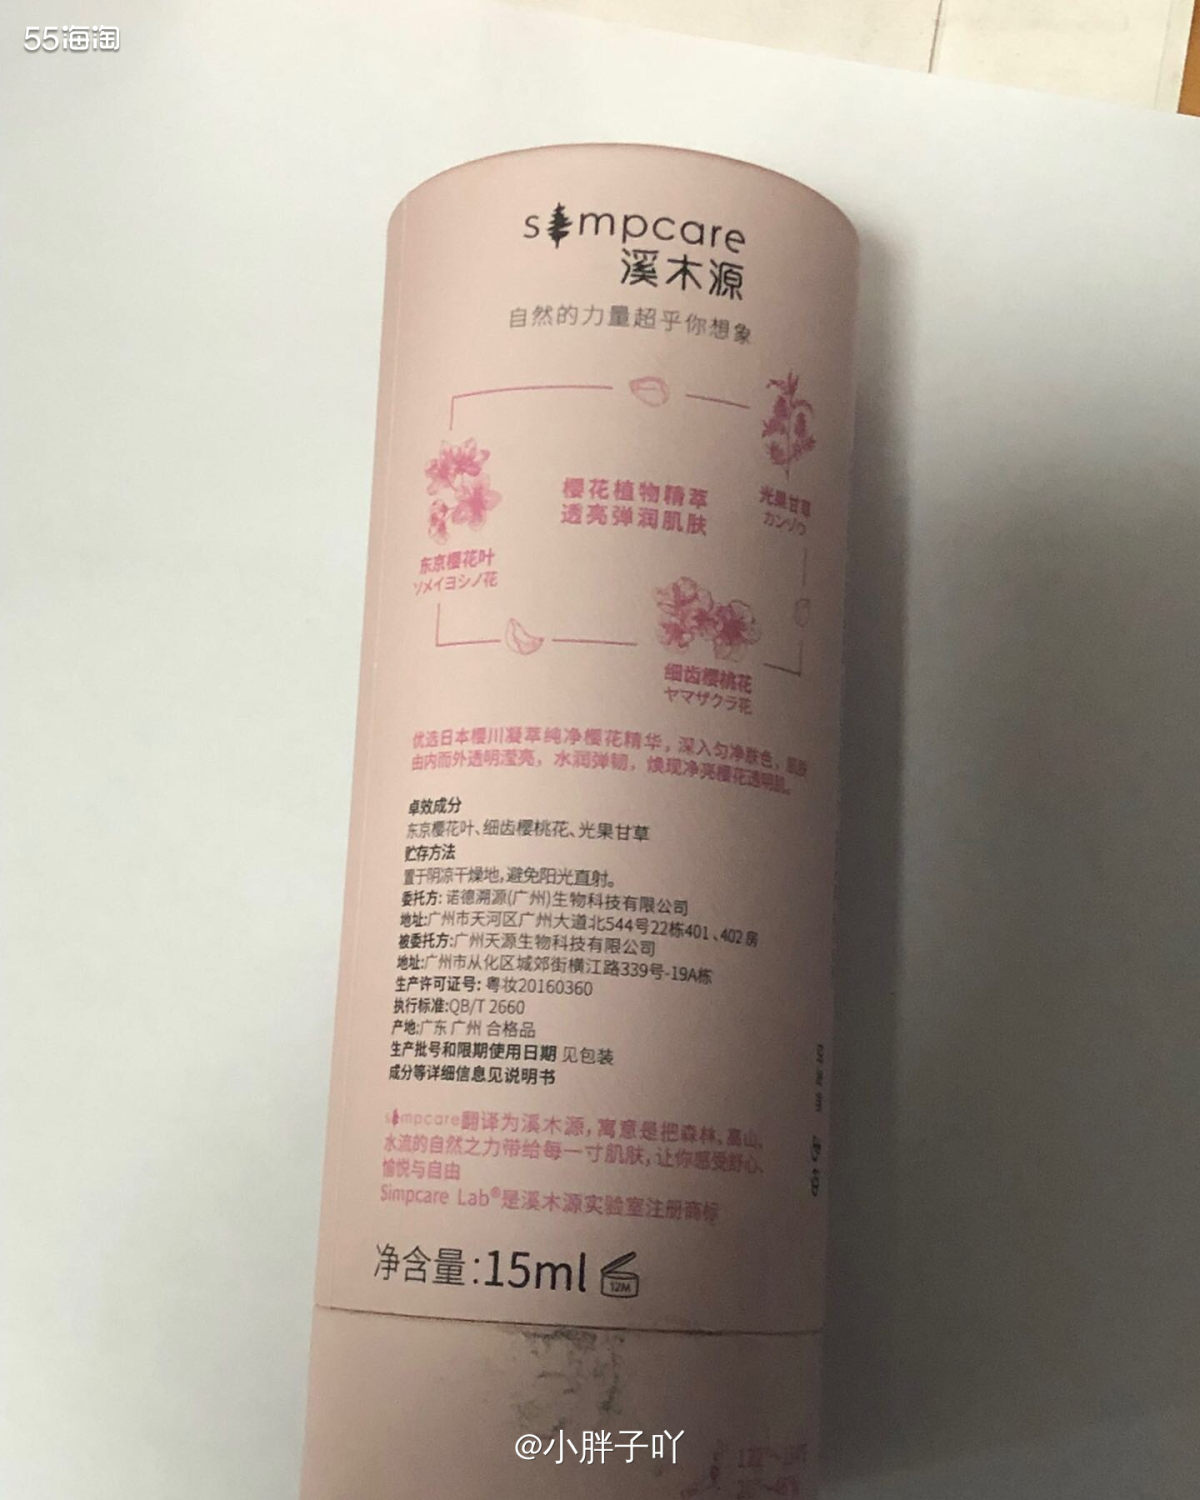 55海淘
simpcare
溪木源
自然的力量超乎你想象
樱花植物精萃
透亮弹润肌肤
光果甘草
カンゾウ
东京樱花叶
ソメイヨシノ花
细齿樱桃花
ヤマザクラ花
优选日本樱川凝萃纯净樱花精华，深入匀净肤色，肌肤
由内而外透明莹亮，水润弹韧，焕现净亮樱花透明肌。
卓效成分
东京樱花叶、细齿樱桃花、光果甘草
贮存方法
置于阴凉干燥地，避免阳光直射。
委托方: 诺德溯源(广州)生物科技有限公司
地址:广州市天河区广州大道北544号22栋401、402房
被委托方:广州天源生物科技有限公司
地址:广州市从化区城郊街横江路339号-19A栋
生产许可证号: 粤妆20160360
执行标准:QB/T 2660
产地:广东 广州 合格品
生产批号和限期使用日期 见包装
成分等详细信息见说明书
simpcare翻译为溪木源，寓意是把森林、高山、
水流的自然之力带给每一寸肌肤，让你感受舒心、
愉悦与自由
Simpcare Lab®是溪木源实验室注册商标
净含量:15ml
12M
@小胖子吖